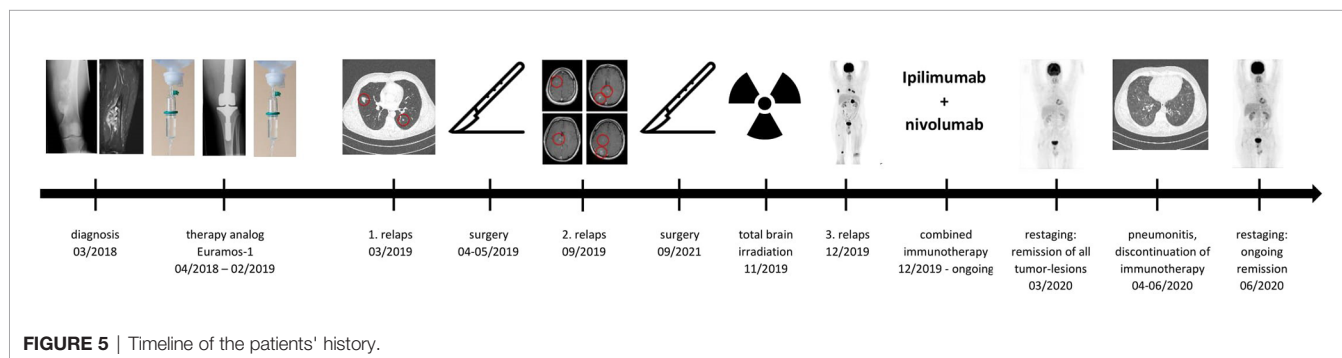 Ipilimumab
+
nivolumab
diagnosis
03/2018
therapy analog
Euramos-1
04/2018 – 02/2019
1. relaps
03/2019
surgery
04-05/2019
2. relaps
09/2019
surgery
09/2021
total brain
irradiation
11/2019
3. relaps
12/2019
combined
immunotherapy
12/2019 - ongoing
restaging:
remission of all
tumor-lesions
03/2020
pneumonitis,
discontinuation of
immunotherapy
04-06/2020
restaging:
ongoing
remission
06/2020
FIGURE 5 | Timeline of the patients' history.